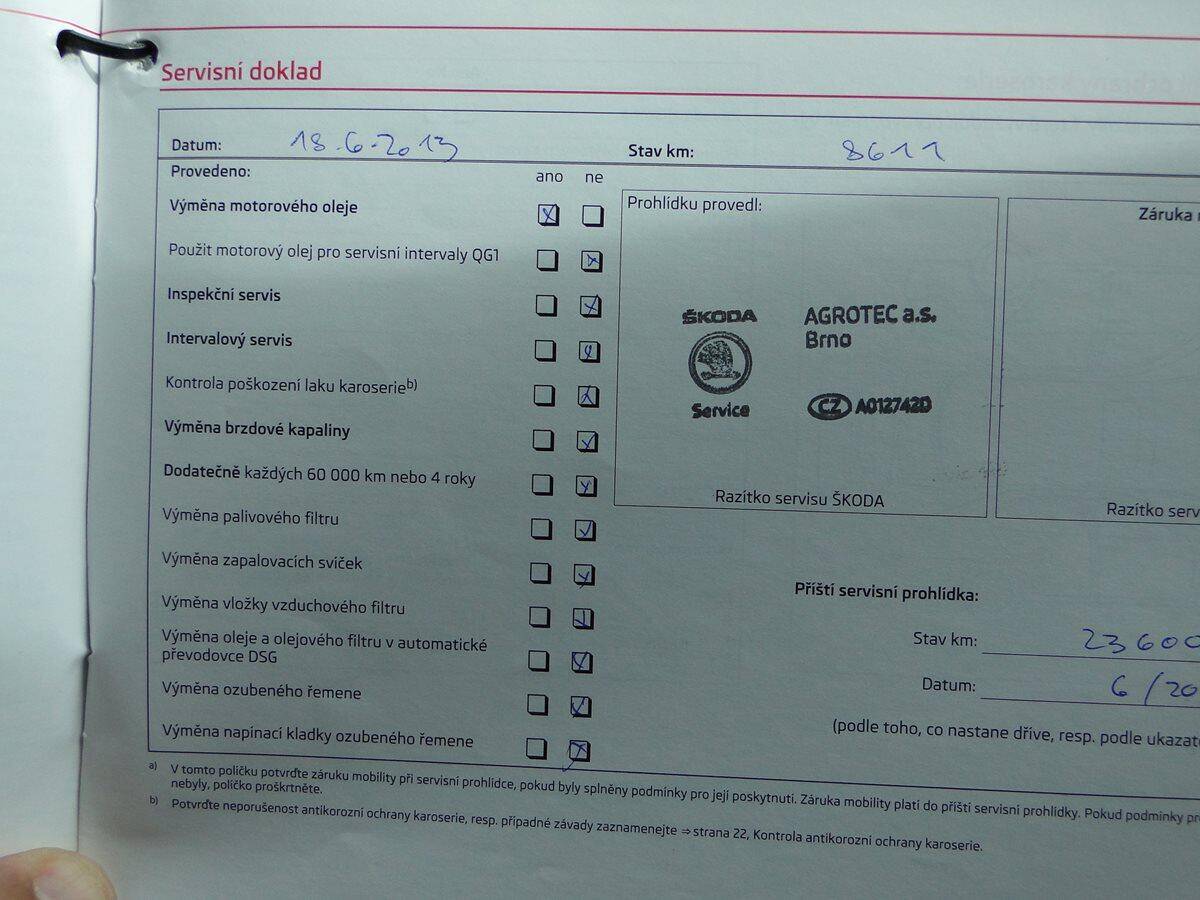 Servisní doklad
Datum: 18.6.2013 Stav km: 8611
Provedeno: ano ne
Výměna motorového oleje
Použit motorový olej pro servisní intervaly QG1
Inspekční servis
Intervalový servis
Kontrola poškození laku karoserie b)
Výměna brzdové kapaliny
Dodatečně každých 60 000 km nebo 4 roky
Výměna palivového filtru
Výměna zapalovacích svíček
Výměna vložky vzduchového filtru
Výměna oleje a olejového filtru v automatické
převodovce DSG
Výměna ozubeného řemene
Výměna napínací kladky ozubeného řemene
Prohlídku provedl:
ŠKODA
Service
AGROTEC a.s.
Brno
CZ A012742D
Razítko servisu ŠKODA
Záruka
Razítko serv
Příští servisní prohlídka:
Stav km: 23600
Datum: 6/20
(podle toho, co nastane dříve, resp. podle ukazat
a) V tomto políčku potvrďte záruku mobility při servisní prohlídce, pokud byly splněny podmínky pro její poskytnutí. Záruka mobility platí do příští servisní prohlídky. Pokud podmínky
nebyly, políčko proškrtněte.
b) Potvrďte neporušenost antikorozní ochrany karoserie, resp. případné závady zaznamenejte ⇒ strana 22, Kontrola antikorozní ochrany karoserie.